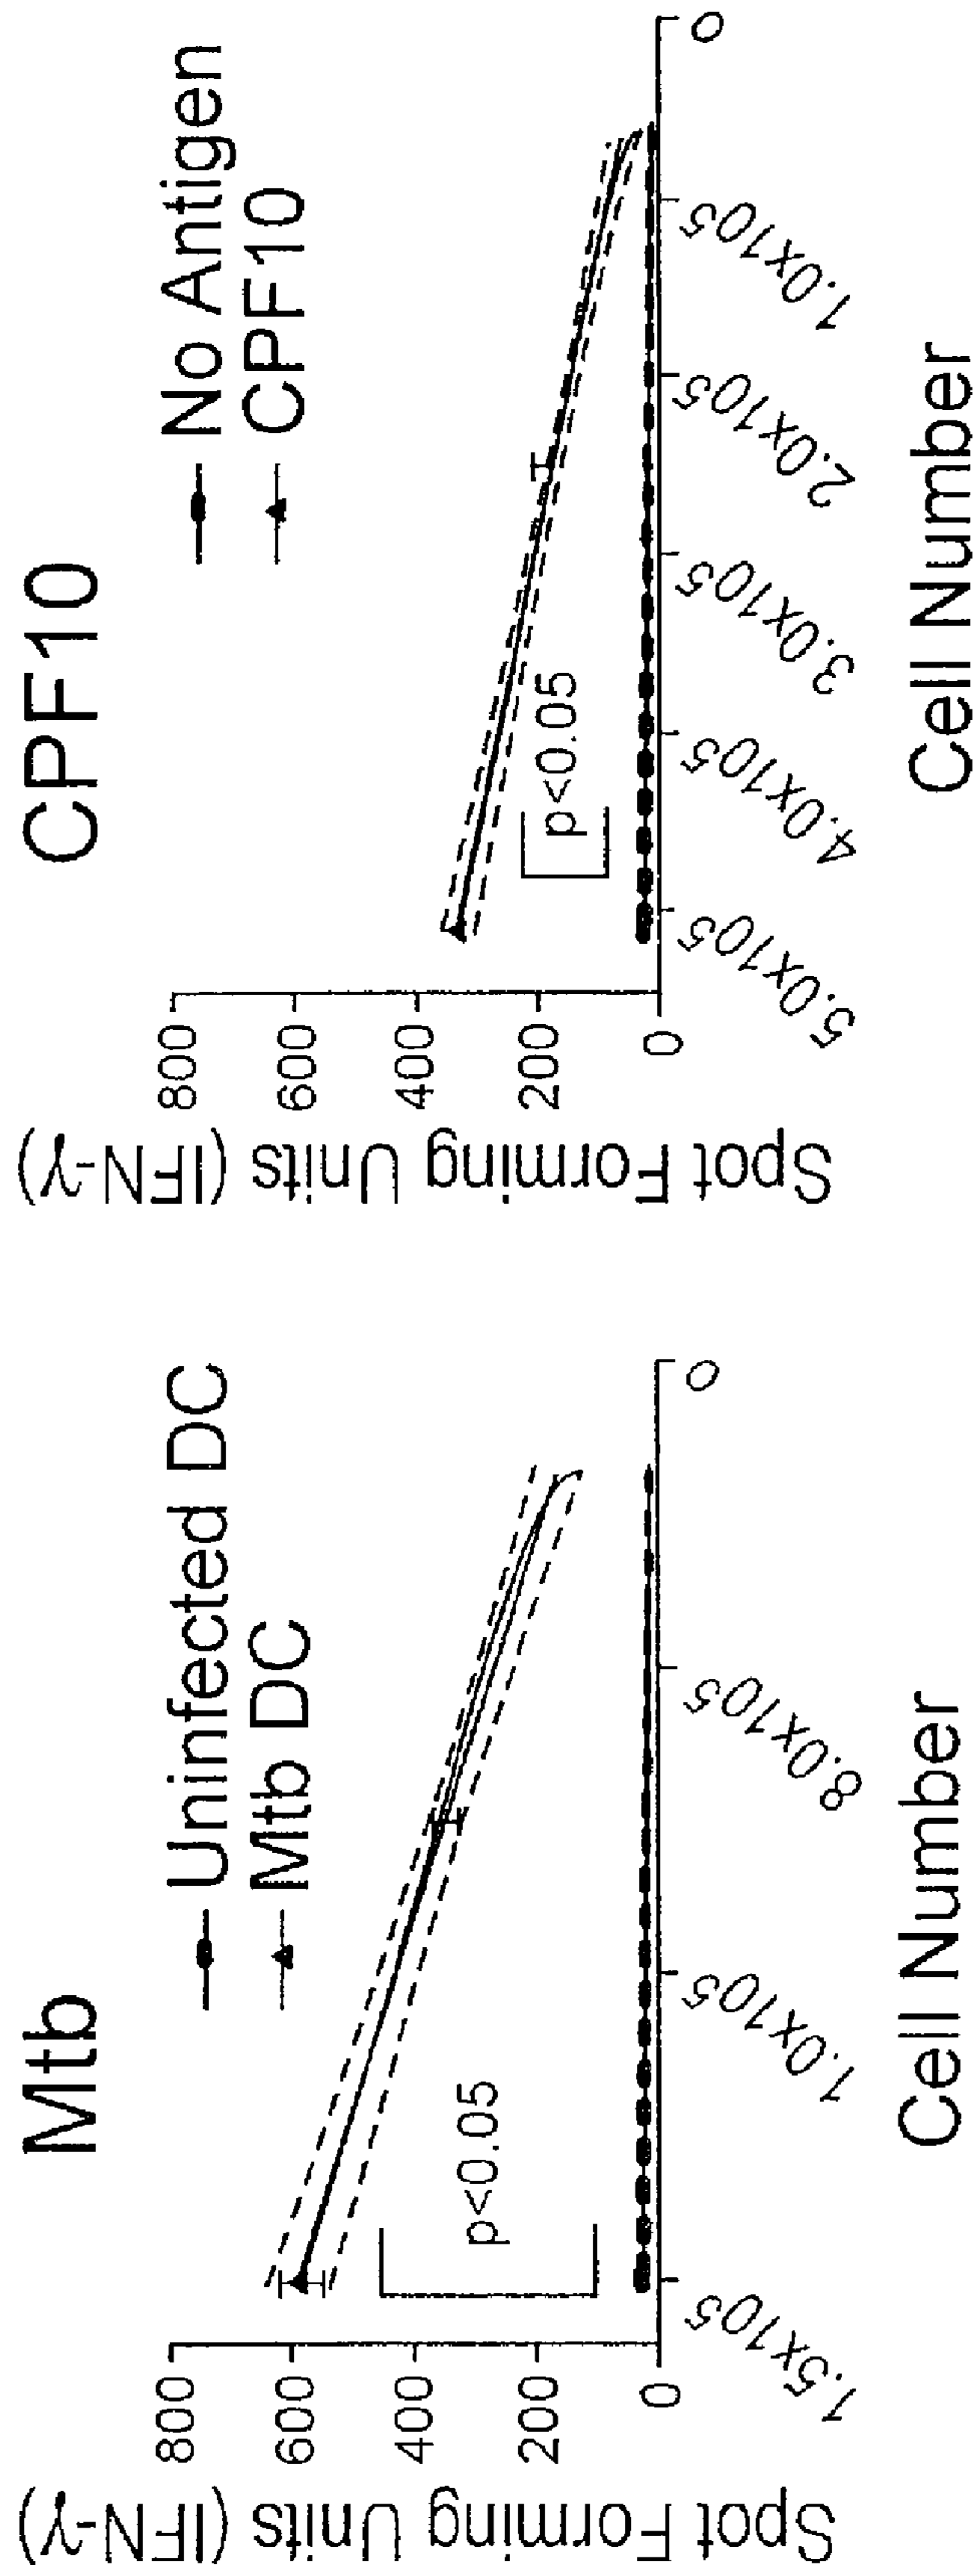 Mtb
Uninfected DC
Mtb DC
800
600
400
200
0
Spot Forming Units (IFN-γ)
p<0.05
1.5x10⁵
1.0x10⁵
8.0x10⁵
0
Cell Number
CPF10
No Antigen
CPF10
800
600
400
200
0
Spot Forming Units (IFN-γ)
p<0.05
5.0x10⁵
4.0x10⁵
3.0x10⁵
2.0x10⁵
1.0x10⁵
0
Cell Number